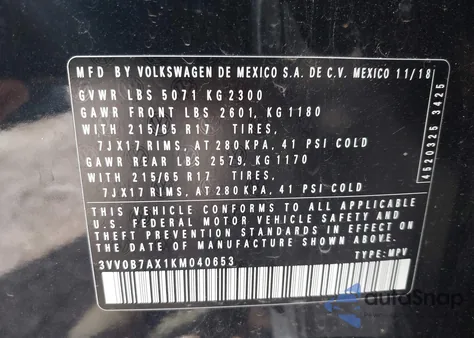 MFD BY VOLKSWAGEN DE MEXICO S.A. DE C.V. MEXICO 11/18
GVWR LBS 5071 KG 2300
GAWR FRONT LBS 2601, KG 1180
WITH 215/65 R17 TIRES,
7JX17 RIMS, AT 280 KPA, 41 PSI COLD
GAWR REAR LBS 2579, KG 1170
WITH 215/65 R17 TIRES,
7JX17 RIMS, AT 280 KPA, 41 PSI COLD
THIS VEHICLE CONFORMS TO ALL APPLICABLE
U.S. FEDERAL MOTOR VEHICLE SAFETY AND
THEFT PREVENTION STANDARDS IN EFFECT ON
THE DATE OF MANUFACTURE SHOWN ABOVE.
3VV0B7AX1KM040653 TYPE: MPV
4520325 3425
autoSnap